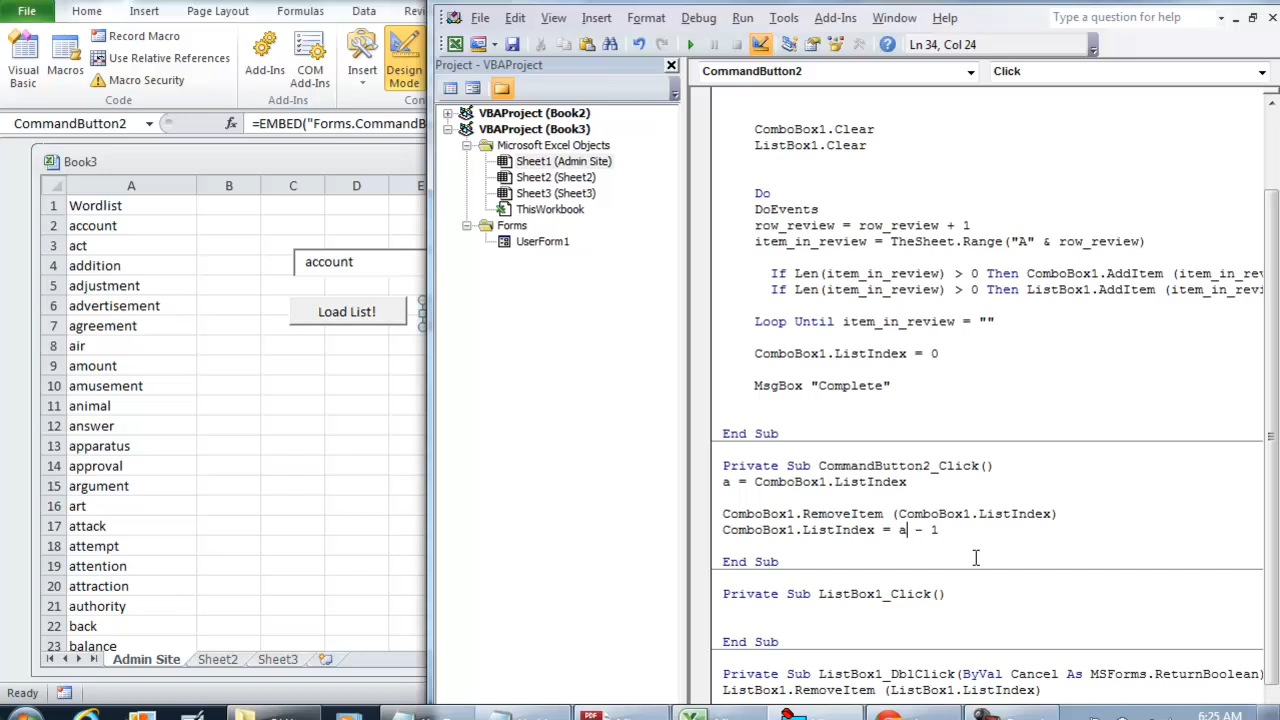 File Home Insert Page Layout Formulas Data
Visual Basic
Macros
Record Macro
Use Relative References
Macro Security
Code
Add-Ins
COM Add-Ins
Add-Ins
Insert
Design Mode
CommandButton2
fx
=EMBED("Forms.CommandB
Book3
A B C D E
1 Wordlist
2 account
3 act
4 addition
5 adjustment
6 advertisement
7 agreement
8 air
9 amount
10 amusement
11 animal
12 answer
13 apparatus
14 approval
15 argument
16 art
17 attack
18 attempt
19 attention
20 attraction
21 authority
22 back
23 balance
account
Load List!
Admin Site Sheet2 Sheet3
Ready
File Edit View Insert Format Debug Run Tools Add-Ins Window Help
Type a question for help
Ln 34, Col 24
Project - VBAProject
VBAProject (Book2)
VBAProject (Book3)
Microsoft Excel Objects
Sheet1 (Admin Site)
Sheet2 (Sheet2)
Sheet3 (Sheet3)
ThisWorkbook
Forms
UserForm1
CommandButton2
Click
ComboBox1.Clear
ListBox1.Clear
Do
DoEvents
row_review = row_review + 1
item_in_review = TheSheet.Range("A" & row_review)
If Len(item_in_review) > 0 Then ComboBox1.AddItem (item_in_rev
If Len(item_in_review) > 0 Then ListBox1.AddItem (item_in_revi
Loop Until item_in_review = ""
ComboBox1.ListIndex = 0
MsgBox "Complete"
End Sub
Private Sub CommandButton2_Click()
a = ComboBox1.ListIndex
ComboBox1.RemoveItem (ComboBox1.ListIndex)
ComboBox1.ListIndex = a - 1
End Sub
Private Sub ListBox1_Click()
End Sub
Private Sub ListBox1_DblClick(ByVal Cancel As MSForms.ReturnBoolean)
ListBox1.RemoveItem (ListBox1.ListIndex)
6:25 AM